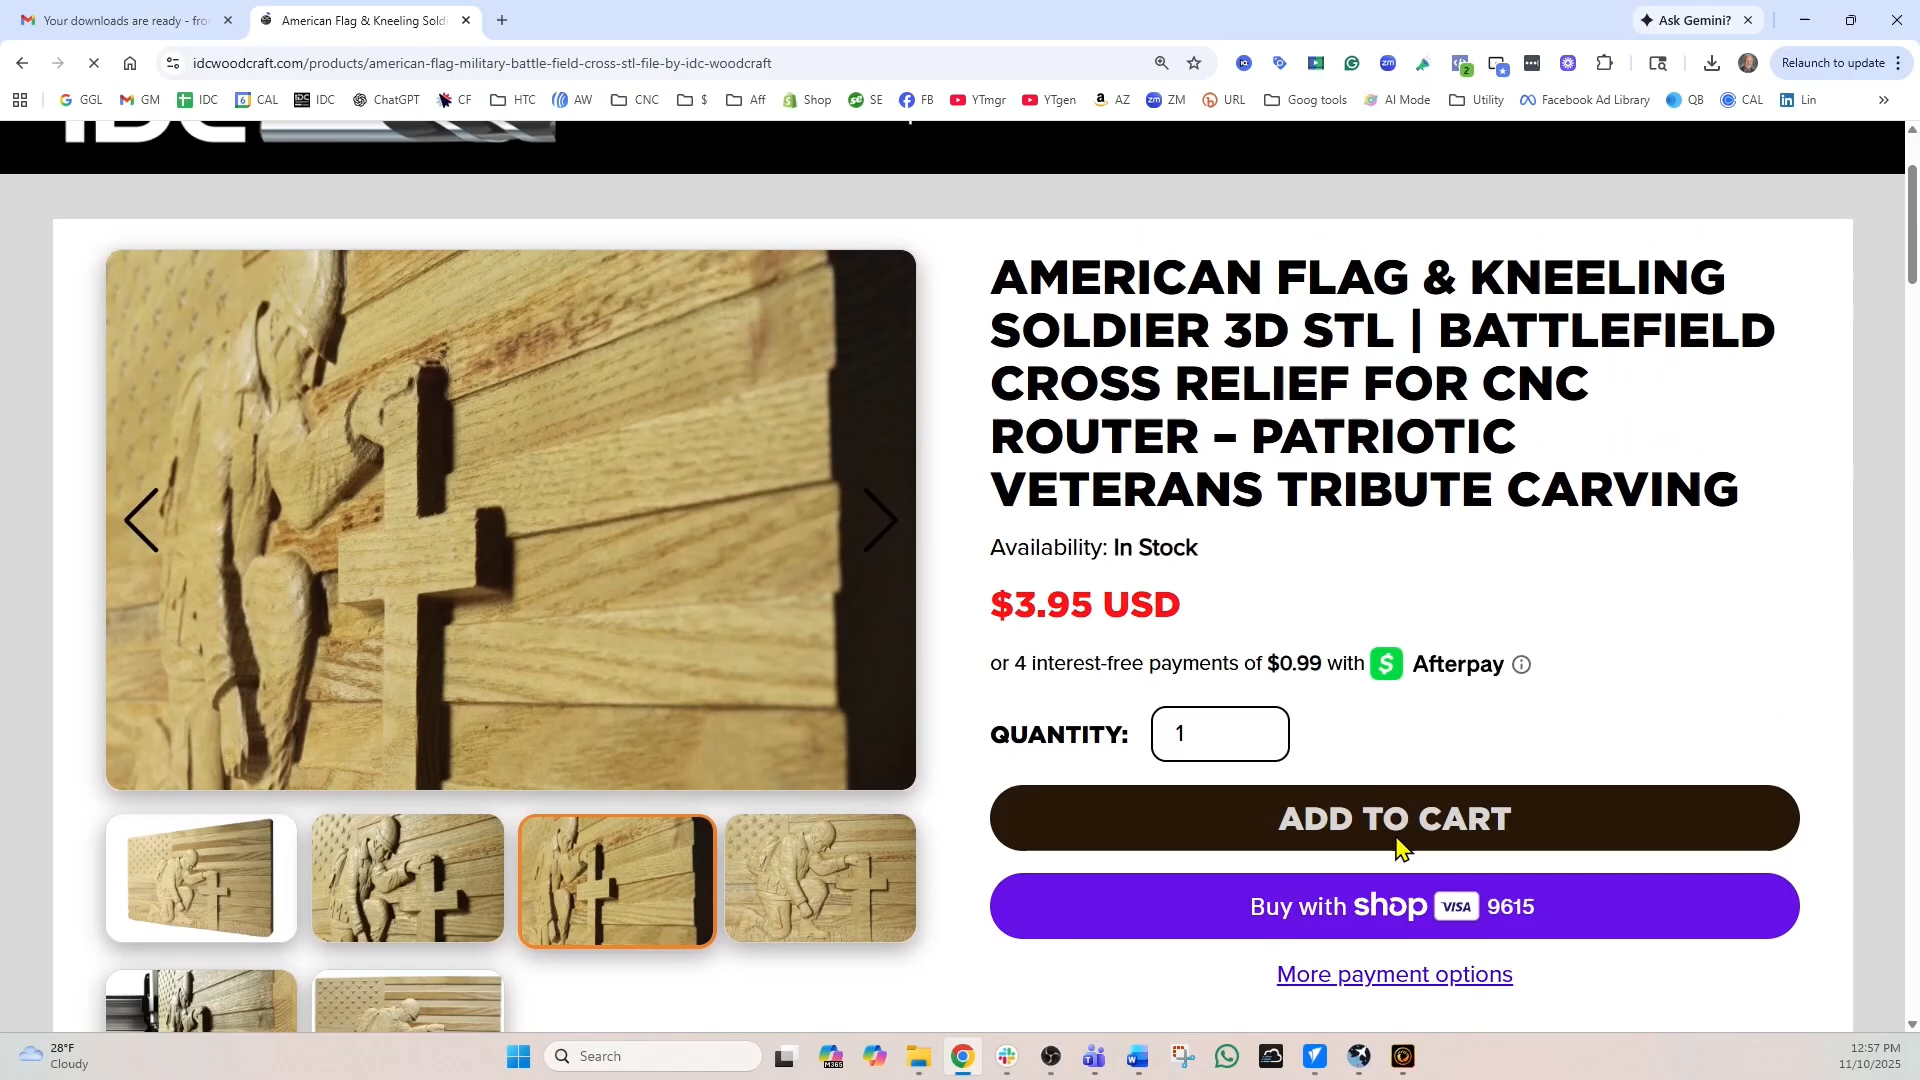 Your downloads are ready - fro
American Flag & Kneeling Sold
Ask Gemini?
idcwoodcraft.com/products/american-flag-military-battle-field-cross-stl-file-by-idc-woodcraft
2
Relaunch to update
GGL
GM
IDC
CAL
IDC
ChatGPT
CF
HTC
AW
CNC
$
Aff
Shop
SE
FB
YTmgr
YTgen
AZ
ZM
URL
Goog tools
AI Mode
Utility
Facebook Ad Library
QB
CAL
Lin
IDC
AMERICAN FLAG & KNEELING
SOLDIER 3D STL | BATTLEFIELD
CROSS RELIEF FOR CNC
ROUTER – PATRIOTIC
VETERANS TRIBUTE CARVING
Availability: In Stock
$3.95 USD
or 4 interest-free payments of $0.99 with Afterpay
QUANTITY: 1
ADD TO CART
Buy with shop VISA 9615
More payment options
28°F
Cloudy
Search
12:57 PM
11/10/2025